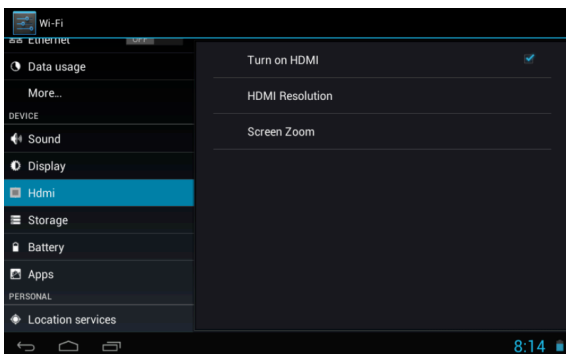 Wi-Fi
Ethernet OFF
Data usage
More...
DEVICE
Sound
Display
Hdmi
Storage
Battery
Apps
PERSONAL
Location services
Turn on HDMI
HDMI Resolution
Screen Zoom
8:14